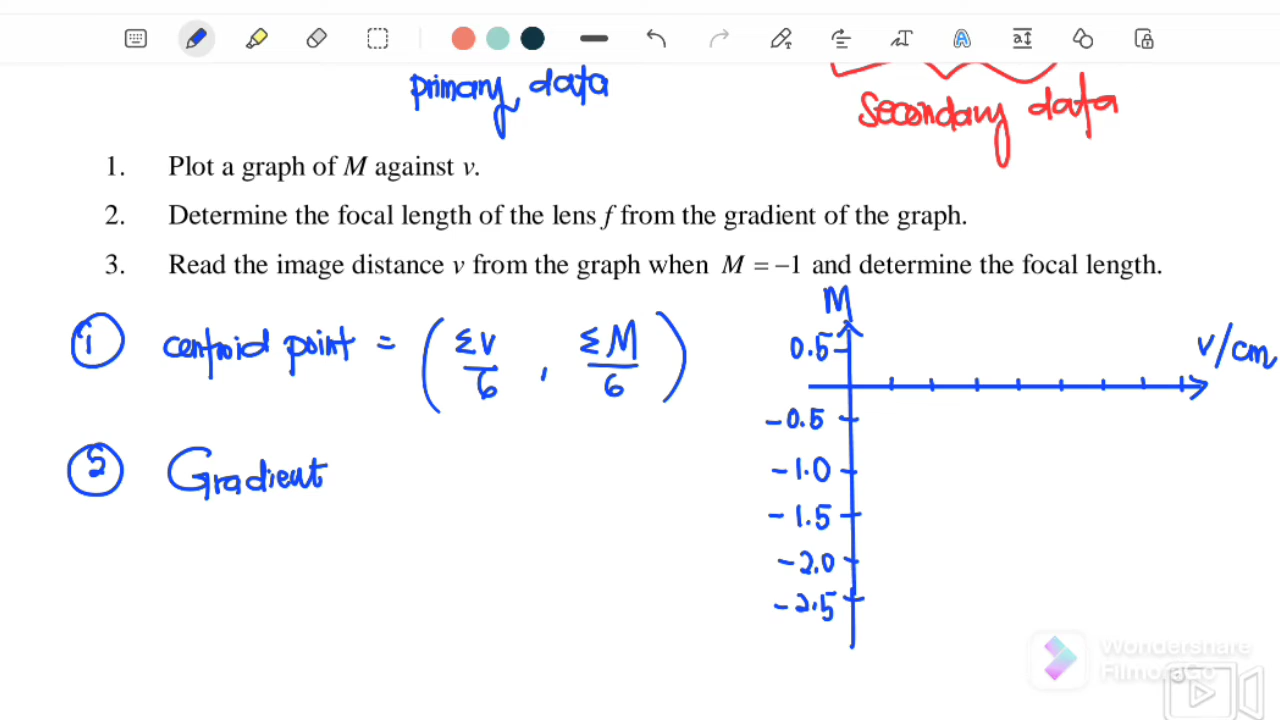 primary data
secondary data
1. Plot a graph of M against v.
2. Determine the focal length of the lens f from the gradient of the graph.
3. Read the image distance v from the graph when M = −1 and determine the focal length.
① centroid point = ( ΣV/6 , ΣM/6 )
② Gradient
M
0.5
v/cm
-0.5
-1.0
-1.5
-2.0
-2.5
Wondershare
FilmoraGo